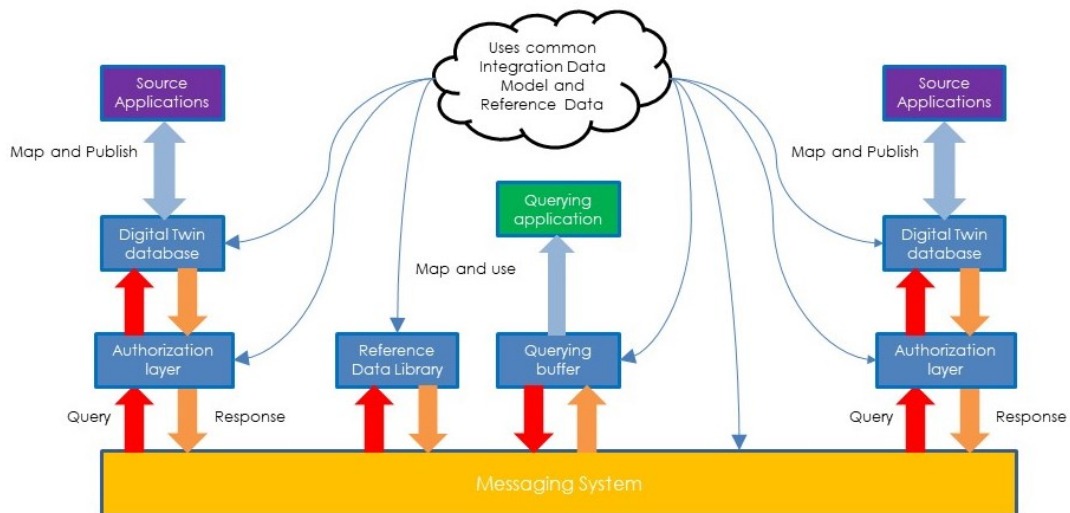 Uses common
Integration Data
Model and
Reference Data
Source
Applications
Source
Applications
Map and Publish
Map and Publish
Querying
application
Digital Twin
database
Digital Twin
database
Map and use
Authorization
layer
Reference
Data Library
Querying
buffer
Authorization
layer
Query
Response
Query
Response
Messaging System